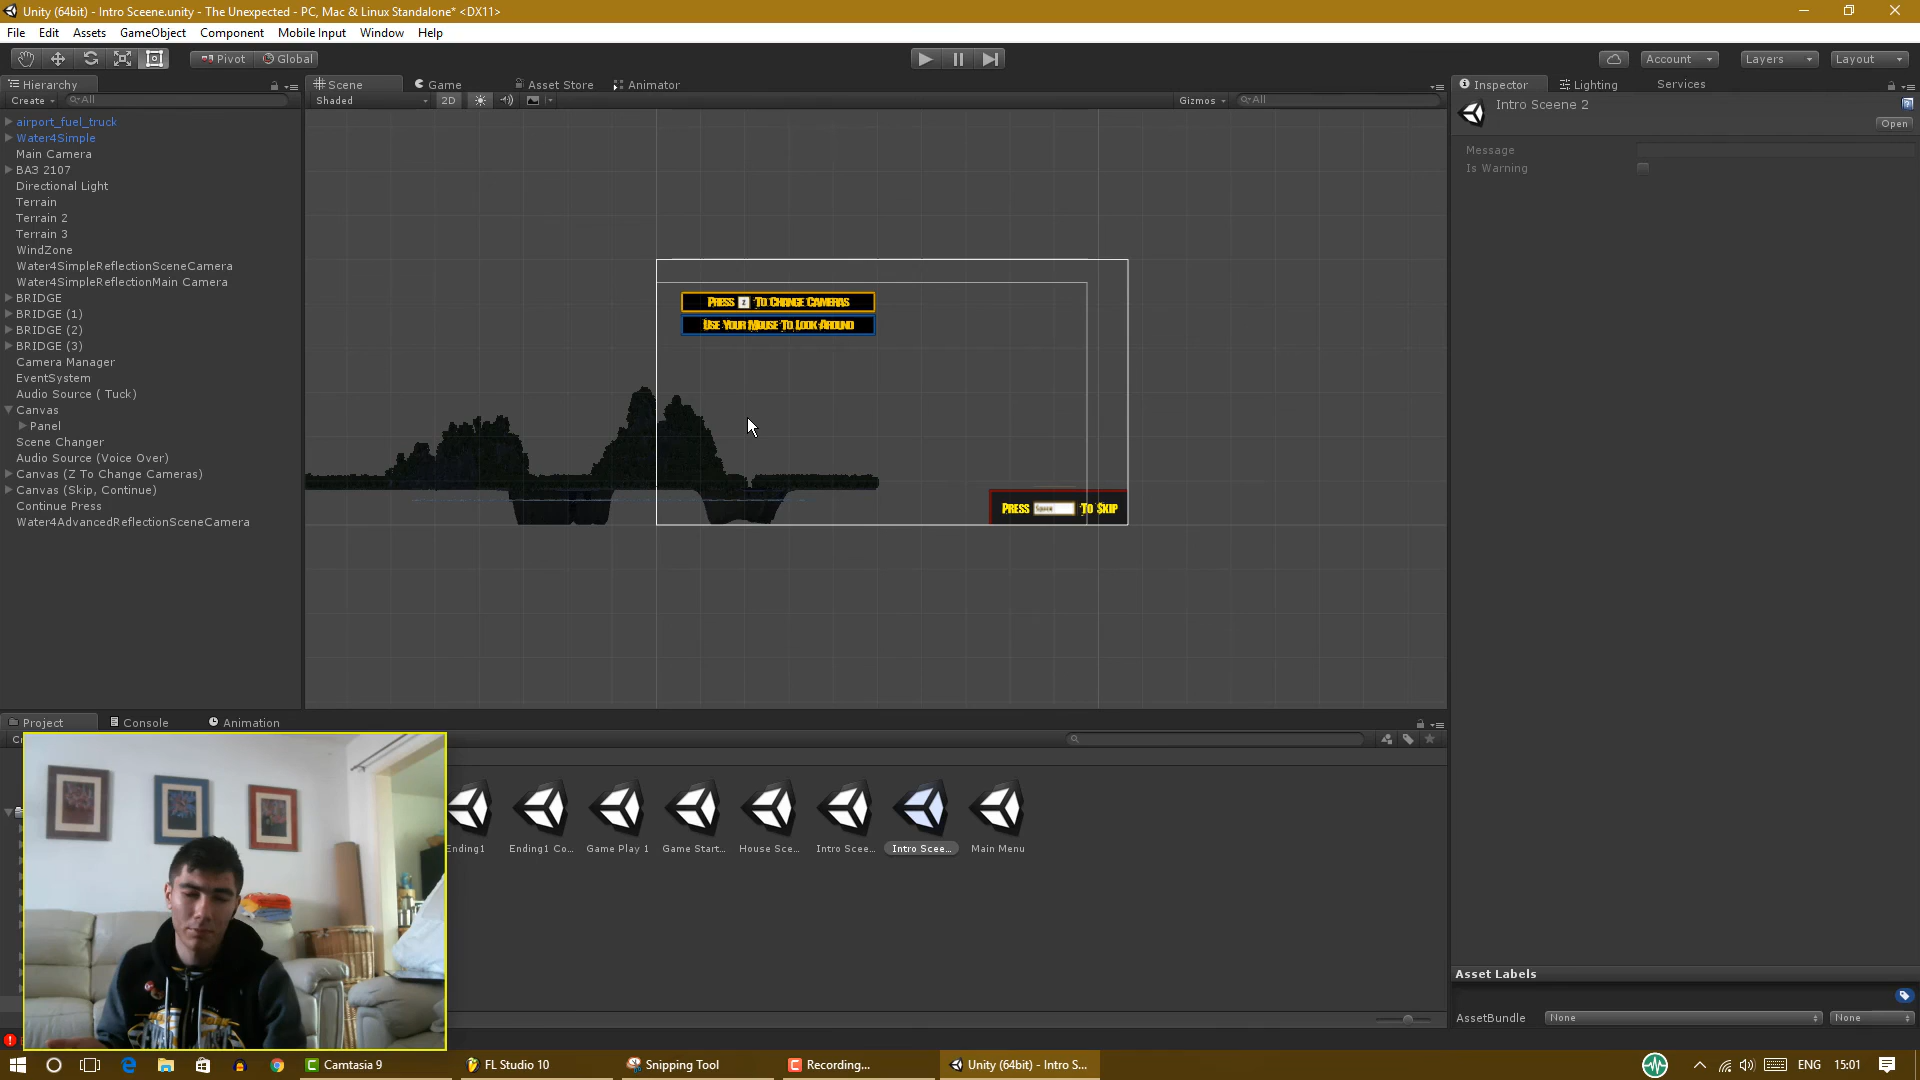 Unity (64bit) - Intro Sceene.unity - The Unexpected - PC, Mac & Linux Standalone* <DX11>
File Edit Assets GameObject Component Mobile Input Window Help
Pivot Global Account Layers Layout
Hierarchy Scene Game Asset Store Animator Inspector Lighting Services
Create All Shaded 2D Gizmos All
Intro Sceene 2
Open
Message
Is Warning
airport_fuel_truck
Water4Simple
Main Camera
ВАЗ 2107
Directional Light
Terrain
Terrain 2
Terrain 3
WindZone
Water4SimpleReflectionSceneCamera
Water4SimpleReflectionMain Camera
BRIDGE
BRIDGE (1)
BRIDGE (2)
BRIDGE (3)
Camera Manager
EventSystem
Audio Source ( Tuck)
Canvas
Panel
Scene Changer
Audio Source (Voice Over)
Canvas (Z To Change Cameras)
Canvas (Skip, Continue)
Continue Press
Water4AdvancedReflectionSceneCamera
Press Z To Change Cameras
Use Your Mouse To Look Around
Press Space To Skip
Project Console Animation
Ending1 Ending1 Co... Game Play 1 Game Start... House Sce... Intro Scee... Intro Scee... Main Menu
Asset Labels
AssetBundle None None
Camtasia 9 FL Studio 10 Snipping Tool Recording... Unity (64bit) - Intro S... ENG 15:01